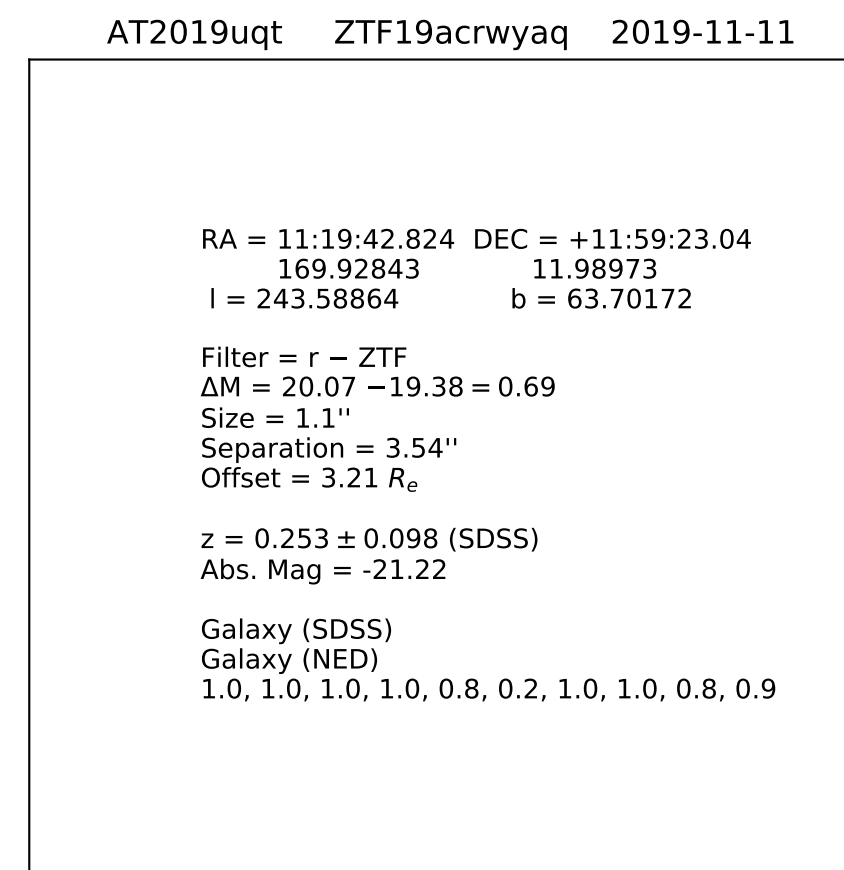 AT2019uqt ZTF19acrwyaq 2019-11-11
RA = 11:19:42.824 DEC = +11:59:23.04
169.92843 11.98973
l = 243.58864 b = 63.70172
Filter = r − ZTF
ΔM = 20.07 −19.38 = 0.69
Size = 1.1''
Separation = 3.54''
Offset = 3.21 Rₑ
z = 0.253 ± 0.098 (SDSS)
Abs. Mag = -21.22
Galaxy (SDSS)
Galaxy (NED)
1.0, 1.0, 1.0, 1.0, 0.8, 0.2, 1.0, 1.0, 0.8, 0.9